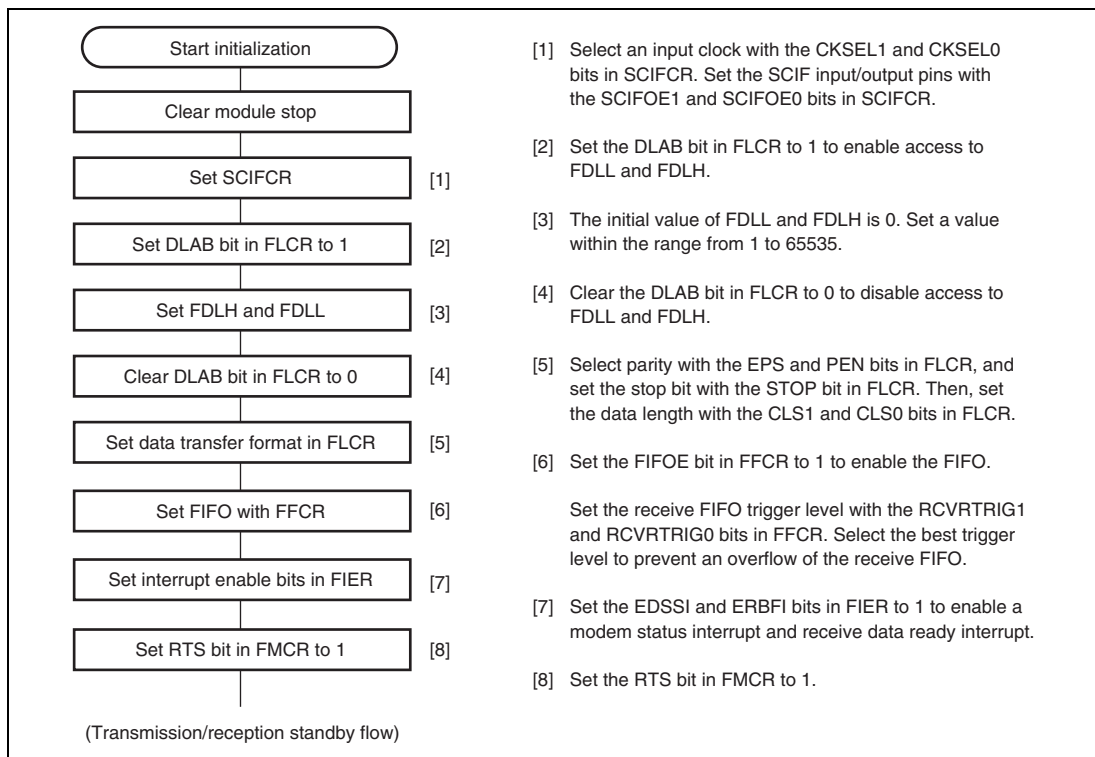 Start initialization
Clear module stop
Set SCIFCR [1]
Set DLAB bit in FLCR to 1 [2]
Set FDLH and FDLL [3]
Clear DLAB bit in FLCR to 0 [4]
Set data transfer format in FLCR [5]
Set FIFO with FFCR [6]
Set interrupt enable bits in FIER [7]
Set RTS bit in FMCR to 1 [8]
(Transmission/reception standby flow)
[1] Select an input clock with the CKSEL1 and CKSEL0
bits in SCIFCR. Set the SCIF input/output pins with
the SCIFOE1 and SCIFOE0 bits in SCIFCR.
[2] Set the DLAB bit in FLCR to 1 to enable access to
FDLL and FDLH.
[3] The initial value of FDLL and FDLH is 0. Set a value
within the range from 1 to 65535.
[4] Clear the DLAB bit in FLCR to 0 to disable access to
FDLL and FDLH.
[5] Select parity with the EPS and PEN bits in FLCR, and
set the stop bit with the STOP bit in FLCR. Then, set
the data length with the CLS1 and CLS0 bits in FLCR.
[6] Set the FIFOE bit in FFCR to 1 to enable the FIFO.
Set the receive FIFO trigger level with the RCVRTRIG1
and RCVRTRIG0 bits in FFCR. Select the best trigger
level to prevent an overflow of the receive FIFO.
[7] Set the EDSSI and ERBFI bits in FIER to 1 to enable a
modem status interrupt and receive data ready interrupt.
[8] Set the RTS bit in FMCR to 1.